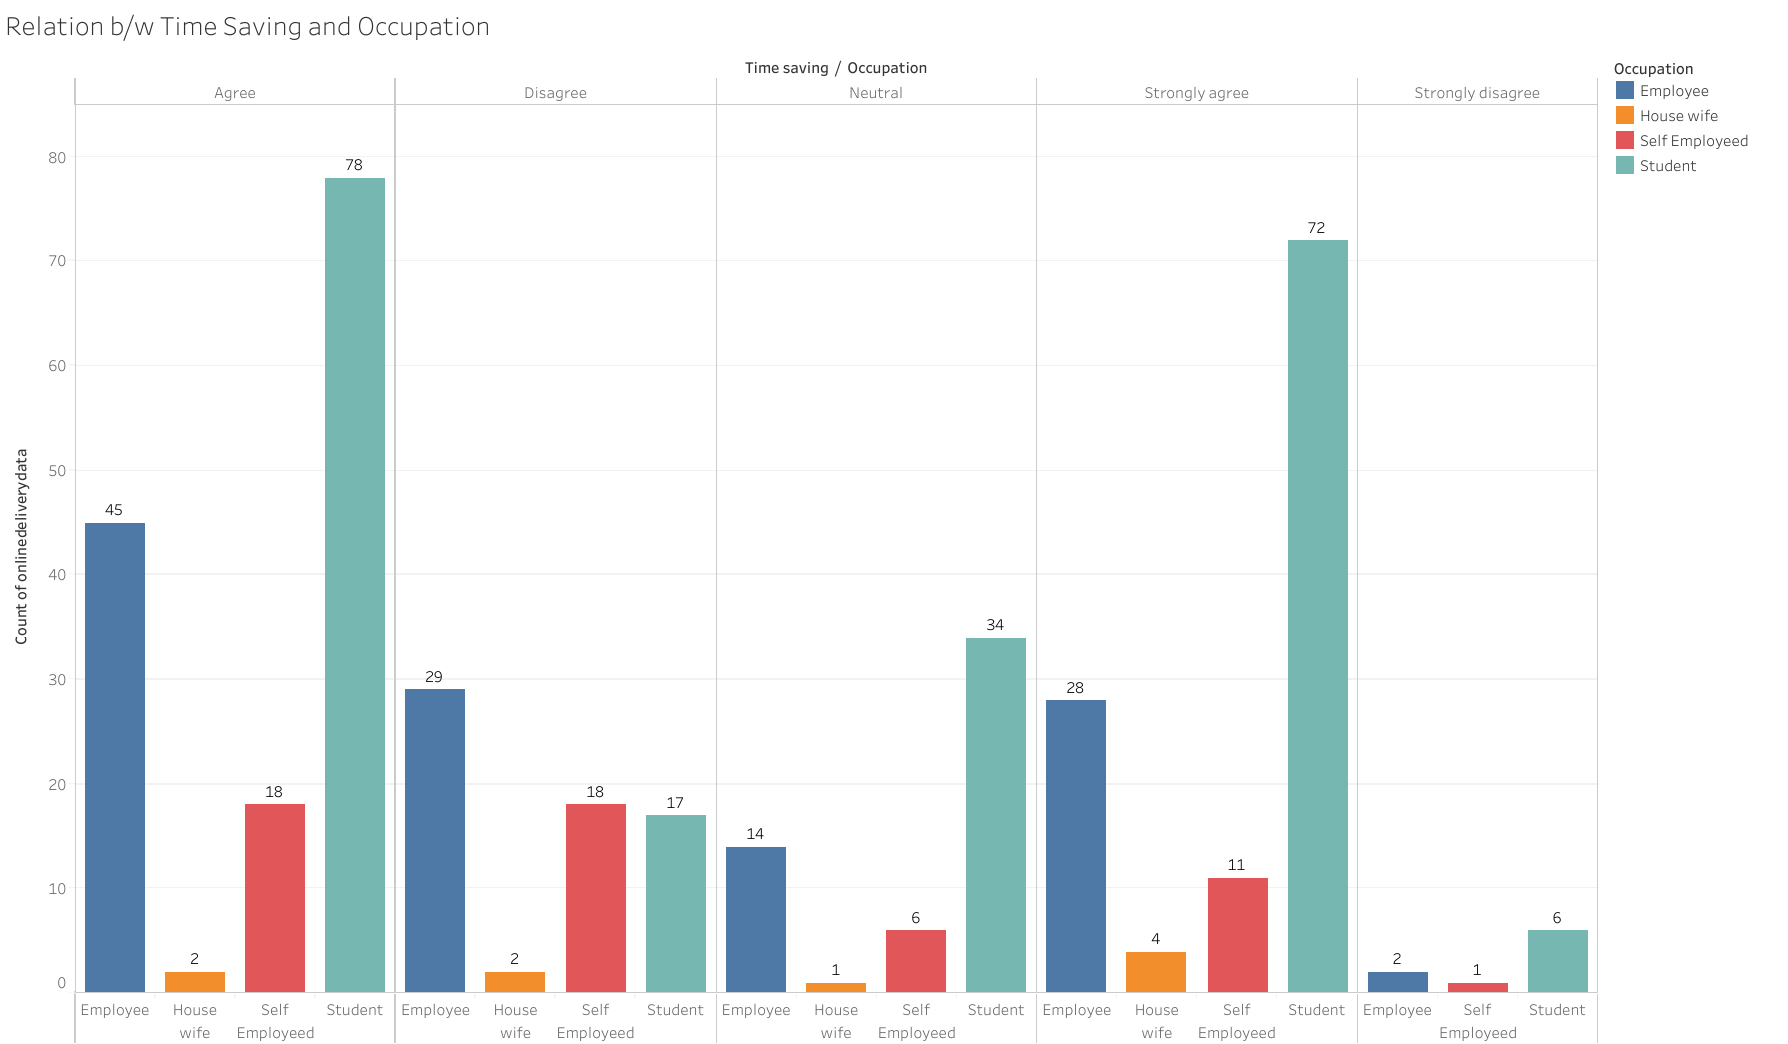 Relation b/w Time Saving and Occupation
Time saving / Occupation
Agree Disagree Neutral Strongly agree Strongly disagree
Occupation
Employee
House wife
Self Employeed
Student
Count of onlinedeliverydata
80
70
60
50
40
30
20
10
0
45 2 18 78
29 2 18 17
14 1 6 34
28 4 11 72
2 1 6
Employee House wife Self Employeed Student
Employee House wife Self Employeed Student
Employee House wife Self Employeed Student
Employee House wife Self Employeed Student
Employee Self Employeed Student